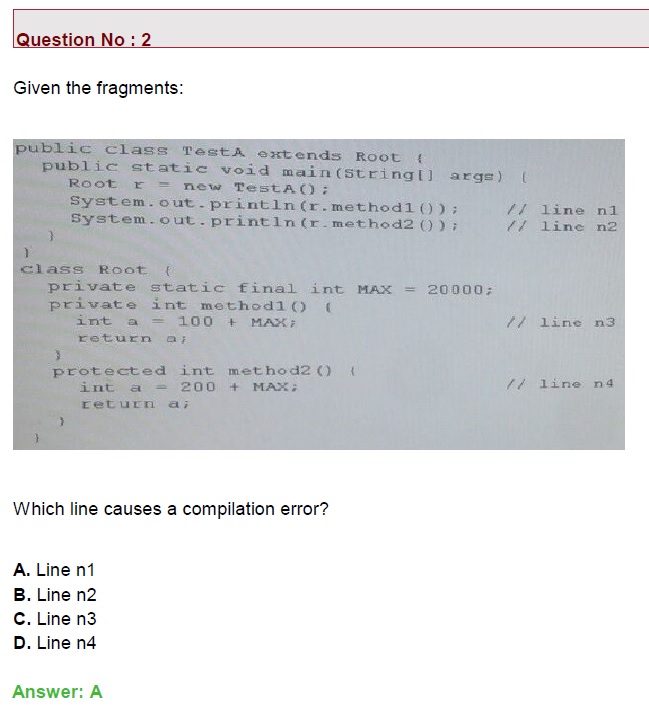 Question No : 2
Given the fragments:
public class TestA extends Root {
public static void main(String[] args) {
Root r = new TestA();
System.out.println(r.method1()); // line n1
System.out.println(r.method2()); // line n2
}
}
class Root {
private static final int MAX = 20000;
private int method1() {
int a = 100 + MAX; // line n3
return a;
}
protected int method2() {
int a = 200 + MAX; // line n4
return a;
}
}
Which line causes a compilation error?
A. Line n1
B. Line n2
C. Line n3
D. Line n4
Answer: A